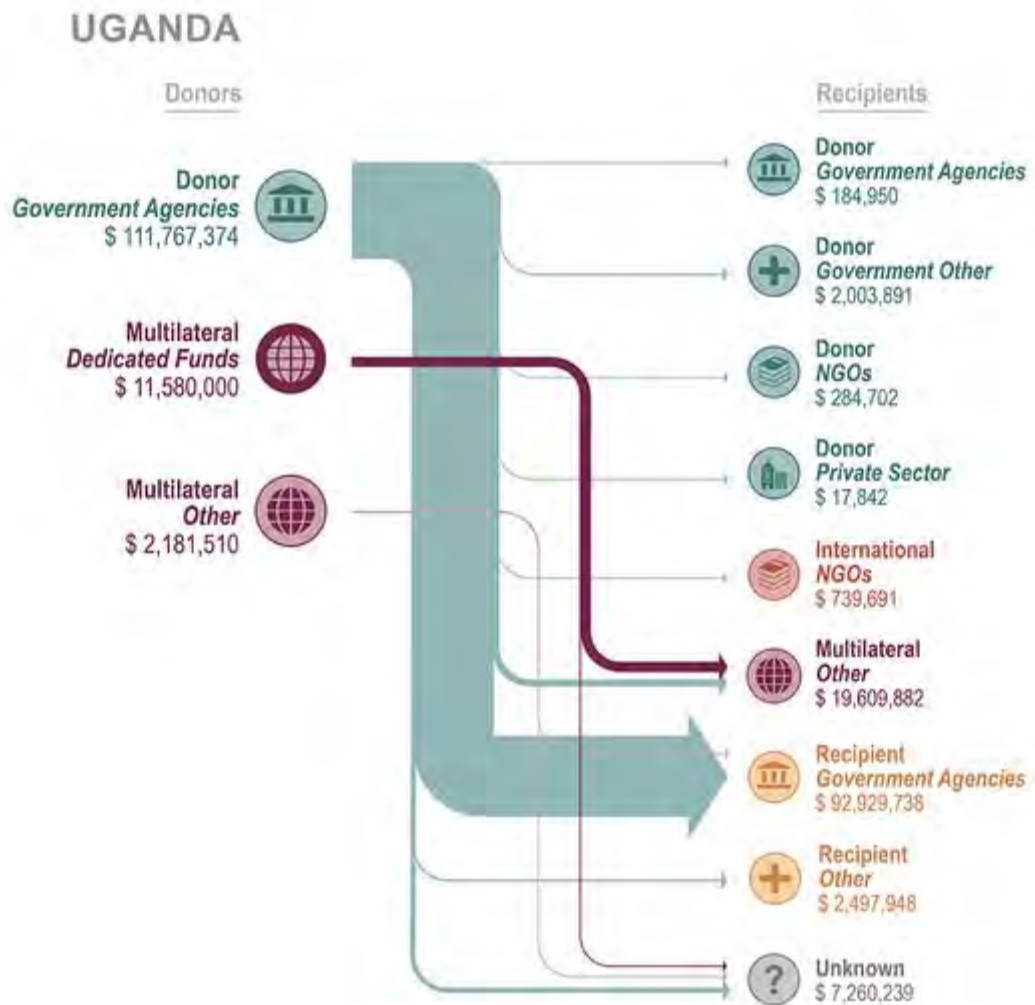 UGANDA
Donors
Donor
Government Agencies
$ 111,767,374
Multilateral
Dedicated Funds
$ 11,580,000
Multilateral
Other
$ 2,181,510
Recipients
Donor
Government Agencies
$ 184,950
Donor
Government Other
$ 2,003,891
Donor
NGOs
$ 284,702
Donor
Private Sector
$ 17,842
International
NGOs
$ 739,691
Multilateral
Other
$ 19,609,882
Recipient
Government Agencies
$ 92,929,738
Recipient
Other
$ 2,497,948
?
Unknown
$ 7,260,239